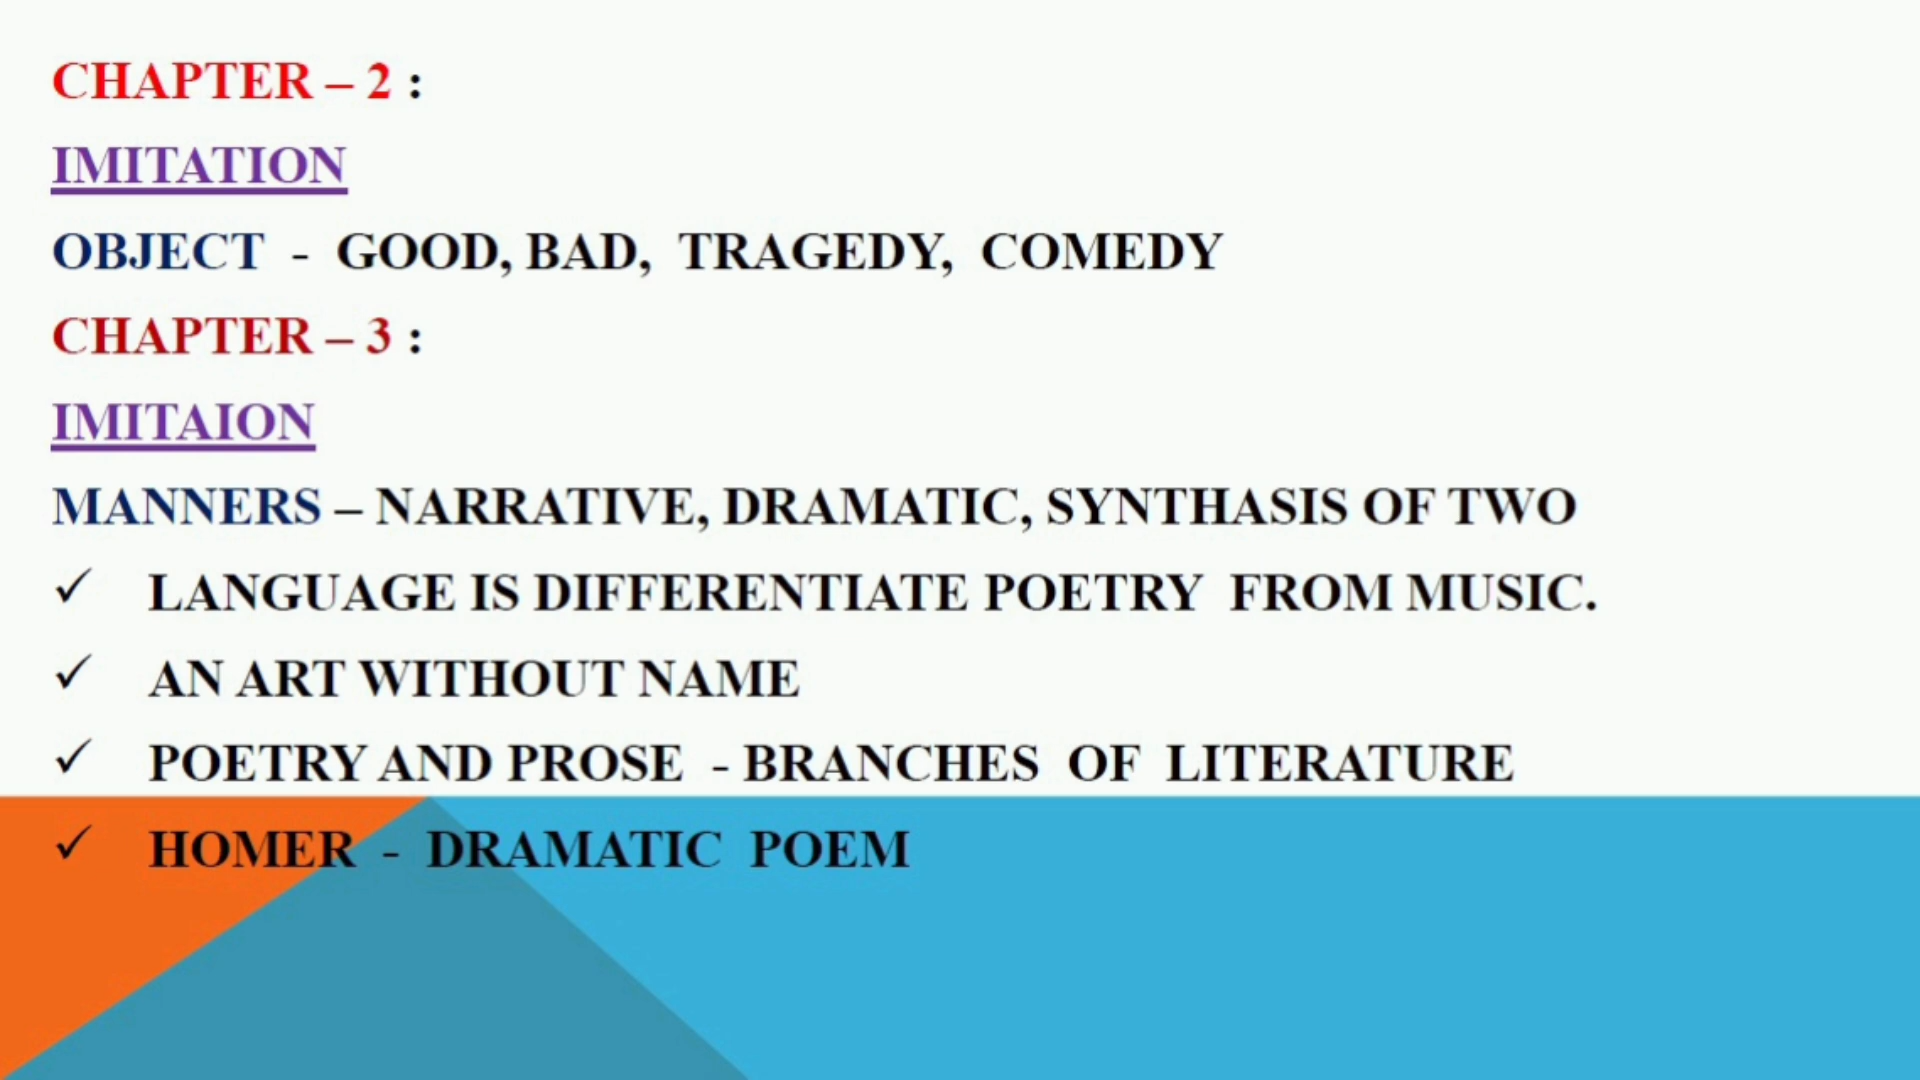 CHAPTER – 2 :
IMITATION
OBJECT - GOOD, BAD, TRAGEDY, COMEDY
CHAPTER – 3 :
IMITAION
MANNERS – NARRATIVE, DRAMATIC, SYNTHASIS OF TWO
✓ LANGUAGE IS DIFFERENTIATE POETRY FROM MUSIC.
✓ AN ART WITHOUT NAME
✓ POETRY AND PROSE - BRANCHES OF LITERATURE
✓ HOMER - DRAMATIC POEM